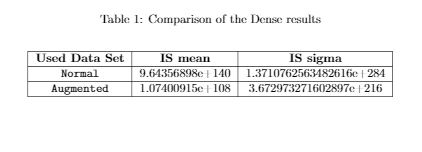 Table 1: Comparison of the Dense results
Used Data Set IS mean IS sigma
Normal 9.64356898e+140 1.3710762563482616e+284
Augmented 1.07400915e+108 3.672973271602897e+216